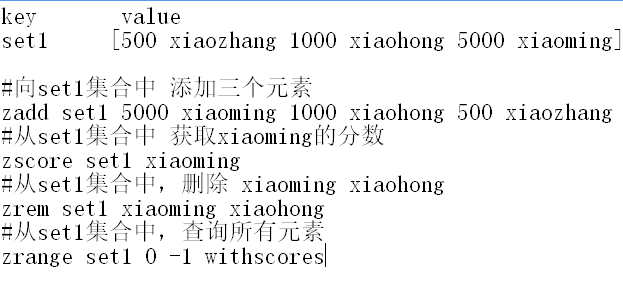 key value
set1 [500 xiaozhang 1000 xiaohong 5000 xiaoming]
#向set1集合中 添加三个元素
zadd set1 5000 xiaoming 1000 xiaohong 500 xiaozhang
#从set1集合中 获取xiaoming的分数
zscore set1 xiaoming
#从set1集合中，删除 xiaoming xiaohong
zrem set1 xiaoming xiaohong
#从set1集合中，查询所有元素
zrange set1 0 -1 withscores